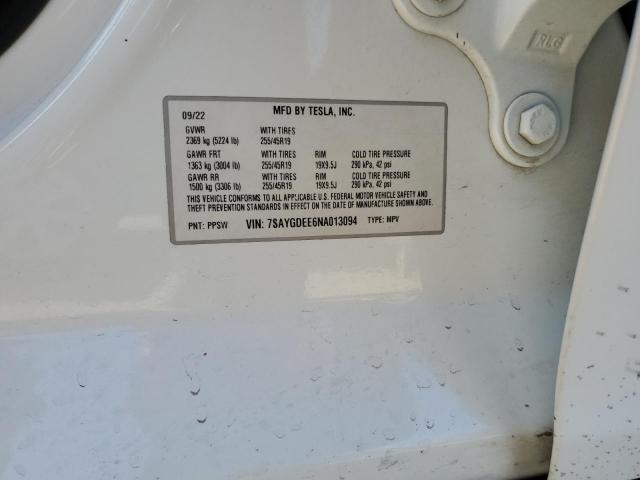 RLG
09/22 MFD BY TESLA, INC.
GVWR WITH TIRES
2369 kg (5224 lb) 255/45R19
GAWR FRT WITH TIRES RIM COLD TIRE PRESSURE
1363 kg (3004 lb) 255/45R19 19X9.5J 290 kPa, 42 psi
GAWR RR WITH TIRES RIM COLD TIRE PRESSURE
1500 kg (3306 lb) 255/45R19 19X9.5J 290 kPa, 42 psi
THIS VEHICLE CONFORMS TO ALL APPLICABLE U.S. FEDERAL MOTOR VEHICLE SAFETY AND
THEFT PREVENTION STANDARDS IN EFFECT ON THE DATE OF MANUFACTURE SHOWN ABOVE.
PNT: PPSW VIN: 7SAYGDEE6NA013094 TYPE: MPV